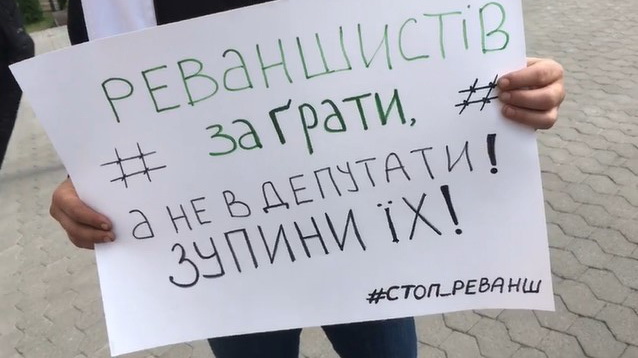 РЕВАНШИСТІВ
# за ґрати, #
а НЕ В ДЕПУТАТИ!
ЗУПИНИ ЇХ!
#СТОП_РЕВАНШ